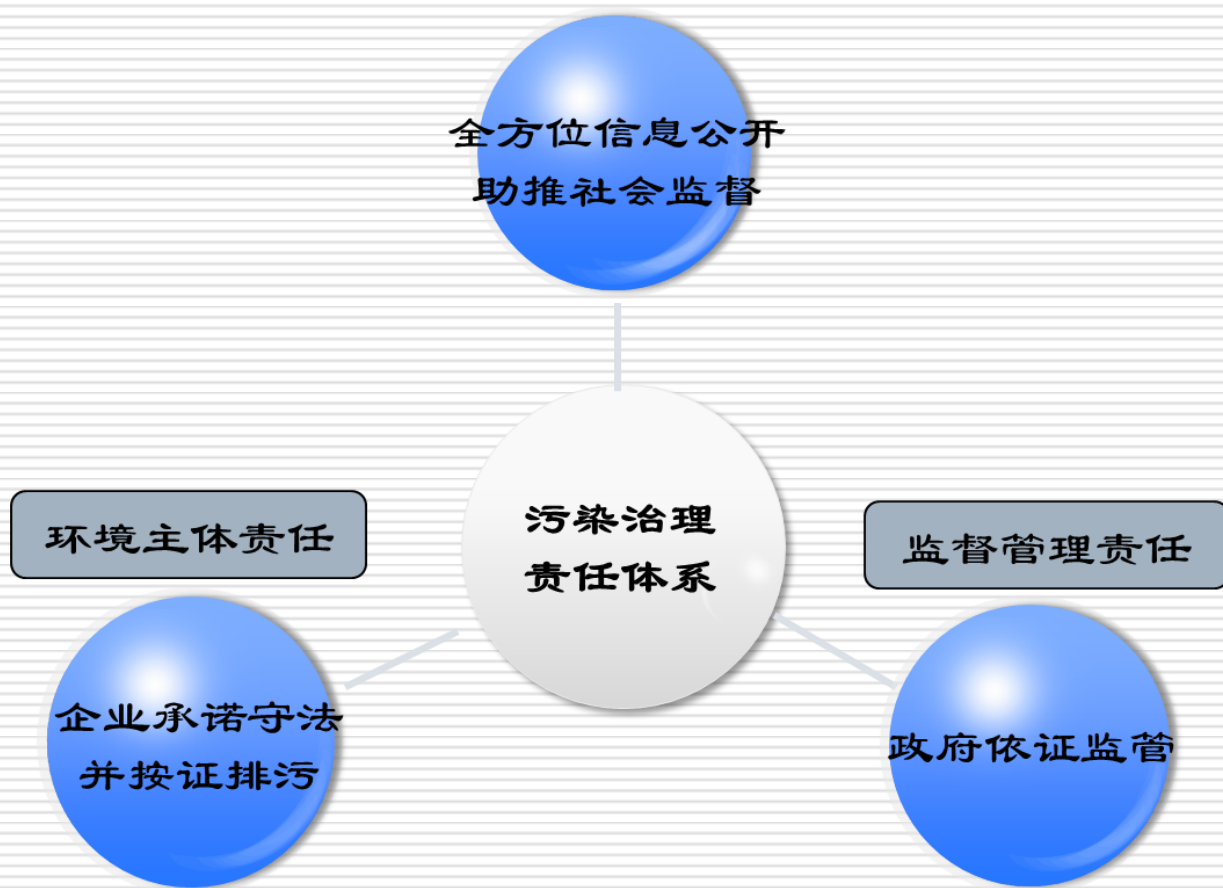 全方位信息公开
助推社会监督
污染治理
责任体系
环境主体责任
监督管理责任
企业承诺守法
并按证排污
政府依证监管